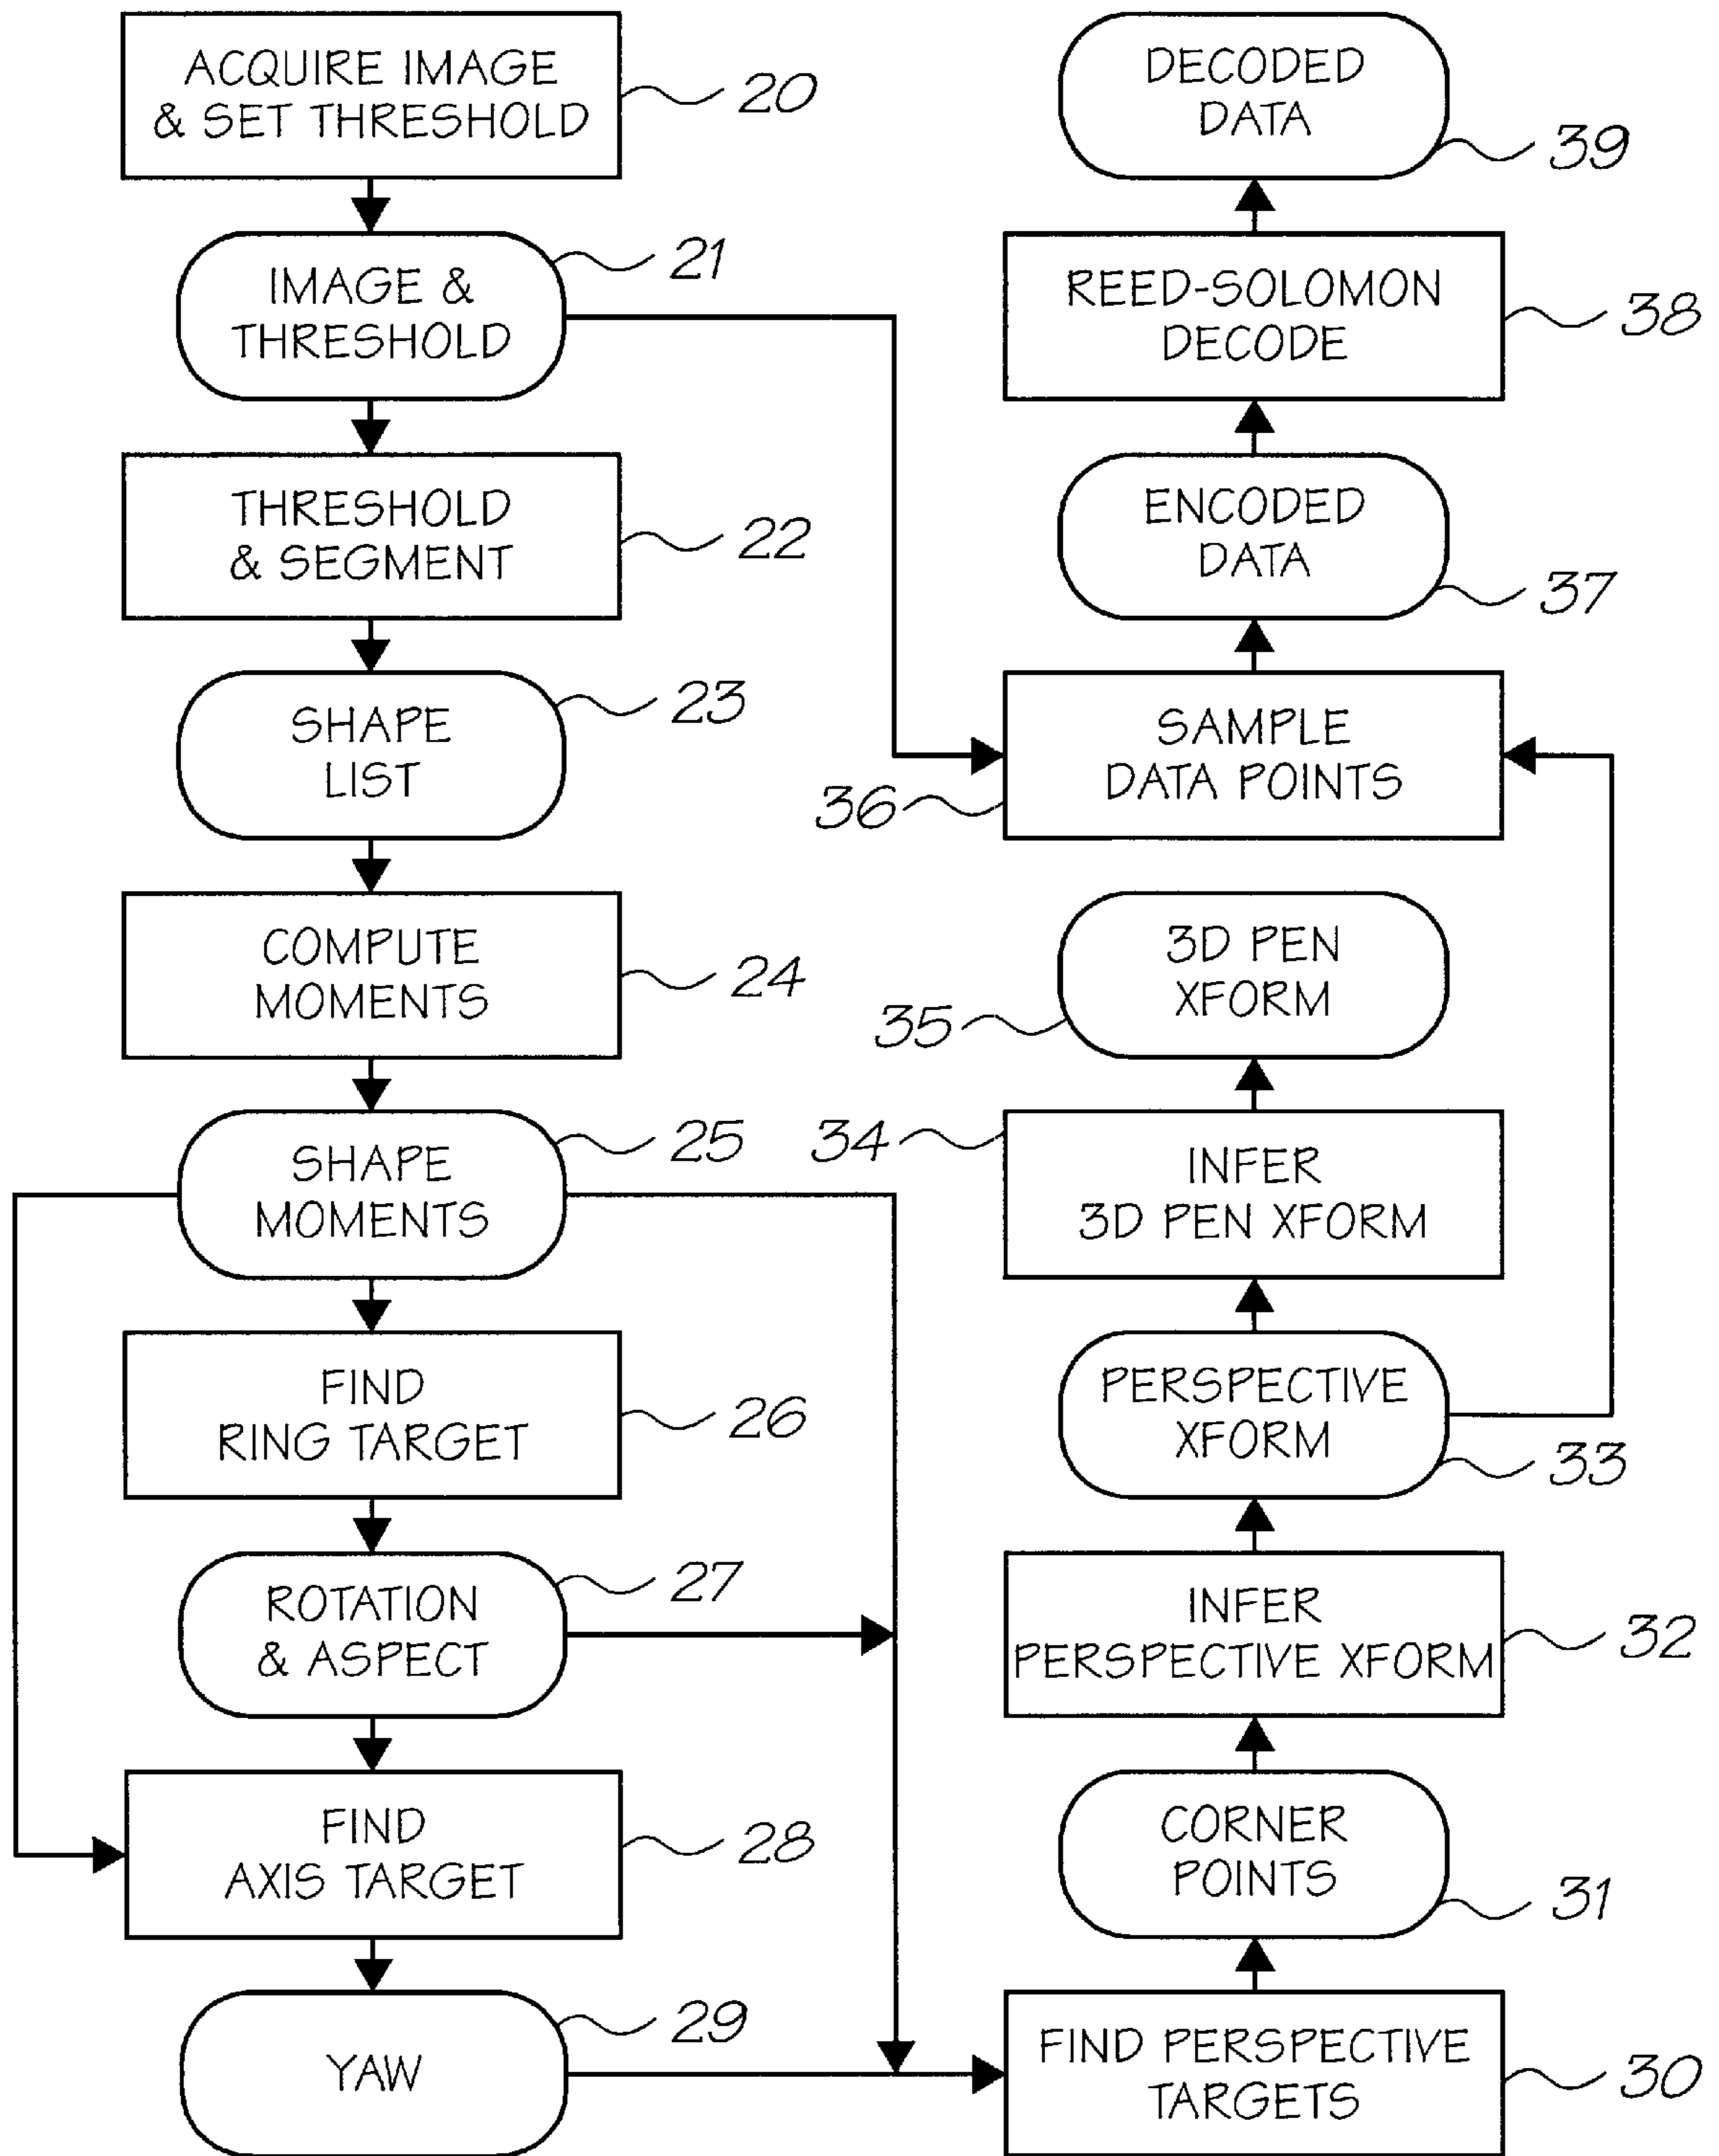 ACQUIRE IMAGE
& SET THRESHOLD
20
IMAGE &
THRESHOLD
21
THRESHOLD
& SEGMENT
22
SHAPE
LIST
23
COMPUTE
MOMENTS
24
SHAPE
MOMENTS
25
FIND
RING TARGET
26
ROTATION
& ASPECT
27
FIND
AXIS TARGET
28
YAW
29
DECODED
DATA
39
REED-SOLOMON
DECODE
38
ENCODED
DATA
37
SAMPLE
DATA POINTS
36
3D PEN
XFORM
35
INFER
3D PEN XFORM
34
PERSPECTIVE
XFORM
33
INFER
PERSPECTIVE XFORM
32
CORNER
POINTS
31
FIND PERSPECTIVE
TARGETS
30